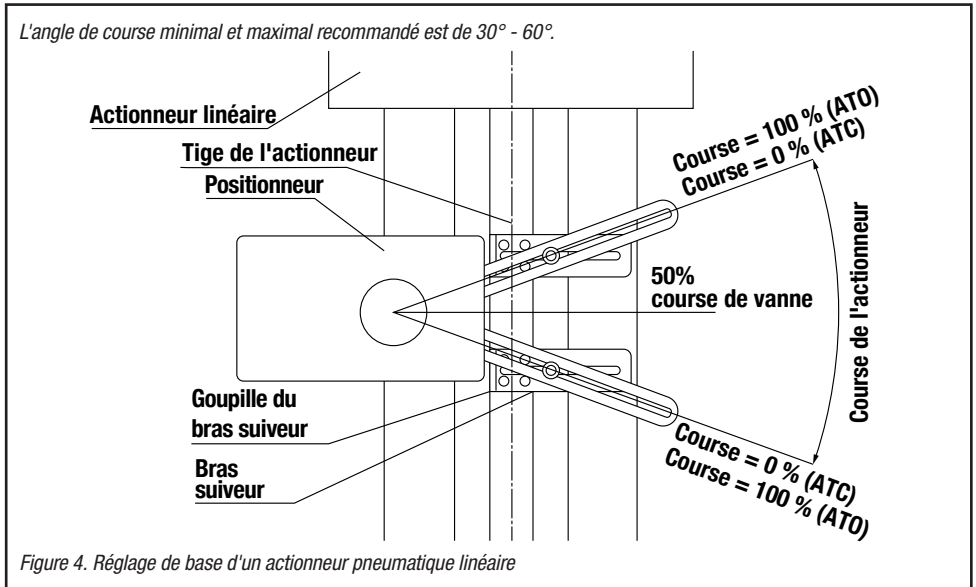 L'angle de course minimal et maximal recommandé est de 30° - 60°.
Actionneur linéaire
Tige de l'actionneur
Positionneur
Course = 100 % (ATO)
Course = 0 % (ATC)
50%
course de vanne
Course de l'actionneur
Goupille du
bras suiveur
Bras
suiveur
Course = 0 % (ATC)
Course = 100 % (ATO)
Figure 4. Réglage de base d'un actionneur pneumatique linéaire